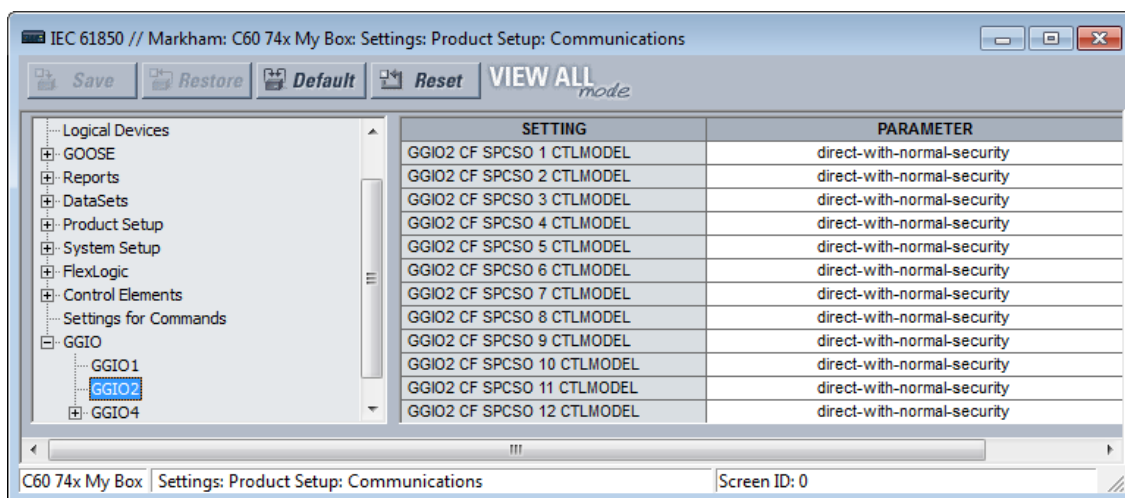 IEC 61850 // Markham: C60 74x My Box: Settings: Product Setup: Communications
Save Restore Default Reset VIEW ALL mode
Logical Devices
GOOSE
Reports
DataSets
Product Setup
System Setup
FlexLogic
Control Elements
Settings for Commands
GGIO
GGIO1
GGIO2
GGIO4
SETTING PARAMETER
GGIO2 CF SPCSO 1 CTLMODEL direct-with-normal-security
GGIO2 CF SPCSO 2 CTLMODEL direct-with-normal-security
GGIO2 CF SPCSO 3 CTLMODEL direct-with-normal-security
GGIO2 CF SPCSO 4 CTLMODEL direct-with-normal-security
GGIO2 CF SPCSO 5 CTLMODEL direct-with-normal-security
GGIO2 CF SPCSO 6 CTLMODEL direct-with-normal-security
GGIO2 CF SPCSO 7 CTLMODEL direct-with-normal-security
GGIO2 CF SPCSO 8 CTLMODEL direct-with-normal-security
GGIO2 CF SPCSO 9 CTLMODEL direct-with-normal-security
GGIO2 CF SPCSO 10 CTLMODEL direct-with-normal-security
GGIO2 CF SPCSO 11 CTLMODEL direct-with-normal-security
GGIO2 CF SPCSO 12 CTLMODEL direct-with-normal-security
C60 74x My Box Settings: Product Setup: Communications Screen ID: 0